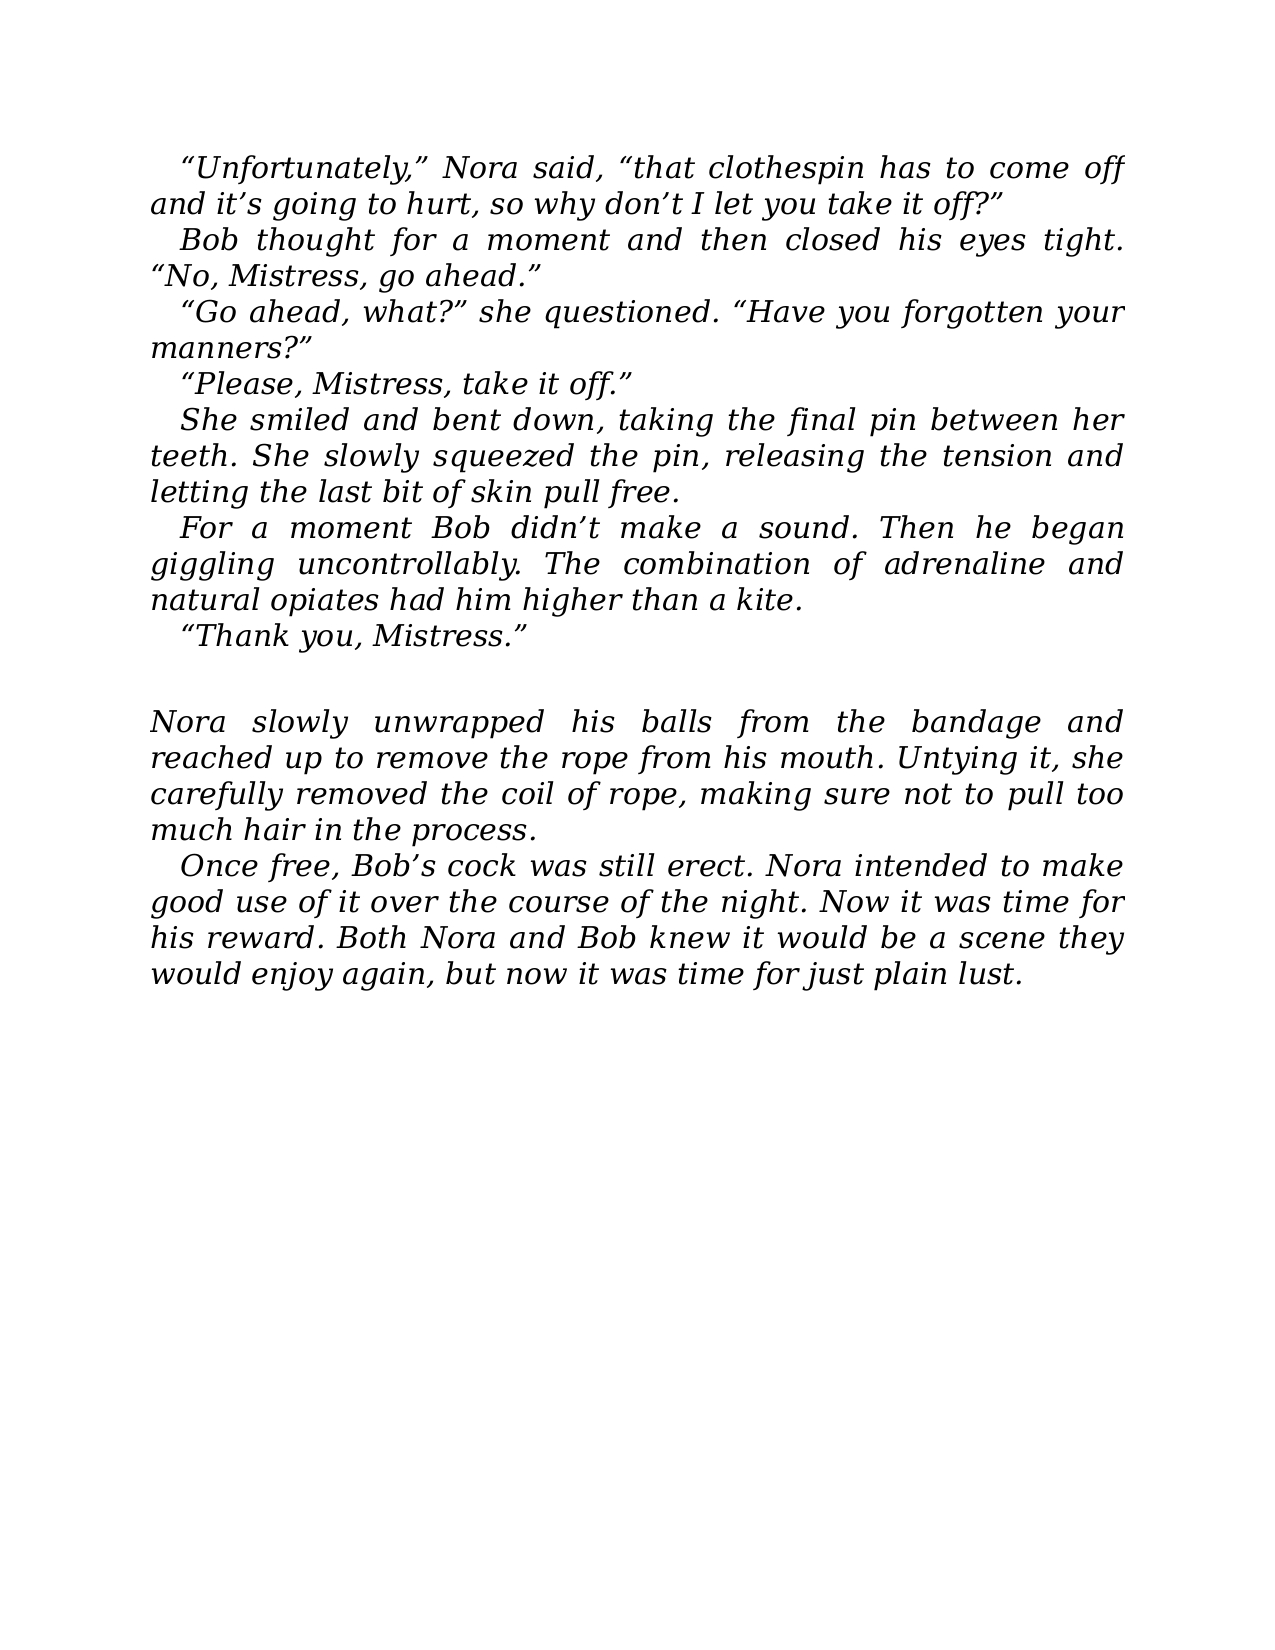 “Unfortunately,” Nora said, “that clothespin has to come off
and it’s going to hurt, so why don’t I let you take it off?”
Bob thought for a moment and then closed his eyes tight.
“No, Mistress, go ahead.”
“Go ahead, what?” she questioned. “Have you forgotten your
manners?”
“Please, Mistress, take it off.”
She smiled and bent down, taking the final pin between her
teeth. She slowly squeezed the pin, releasing the tension and
letting the last bit of skin pull free.
For a moment Bob didn’t make a sound. Then he began
giggling uncontrollably. The combination of adrenaline and
natural opiates had him higher than a kite.
“Thank you, Mistress.”
Nora slowly unwrapped his balls from the bandage and
reached up to remove the rope from his mouth. Untying it, she
carefully removed the coil of rope, making sure not to pull too
much hair in the process.
Once free, Bob’s cock was still erect. Nora intended to make
good use of it over the course of the night. Now it was time for
his reward. Both Nora and Bob knew it would be a scene they
would enjoy again, but now it was time for just plain lust.